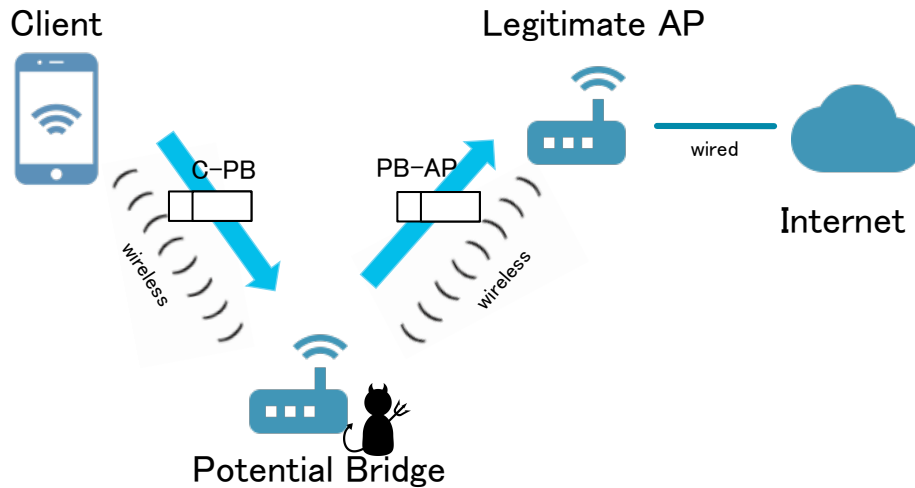 Client
Legitimate AP
C-PB
PB-AP
wired
Internet
wireless
wireless
Potential Bridge